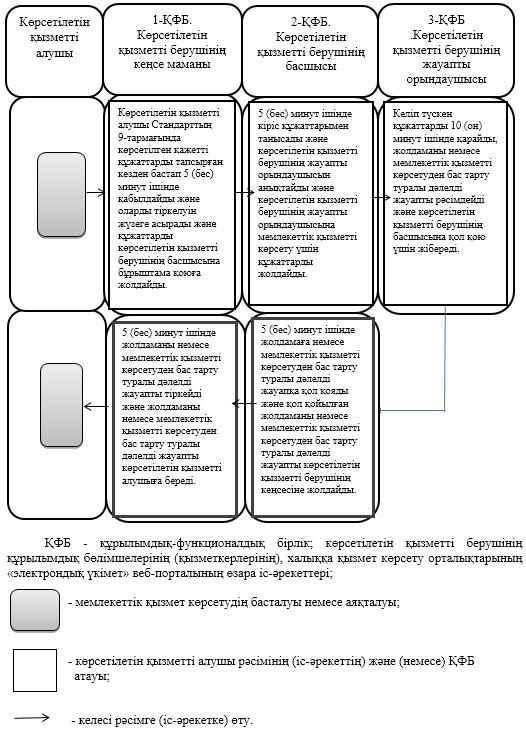 Көрсетілетін
қызметті
алушы
1-ҚФБ.
Көрсетілетін
қызметті берушінің
кеңсе маманы
2-ҚФБ.
Көрсетілетін
қызметті берушінің
басшысы
3-ҚФБ
.Көрсетілетін
қызметті берушінің
жауапты
орындаушысы
Көрсетілетін қызметті
алушы Стандарттың
9-тармағында
көрсетілген қажетті
құжаттарды тапсырған
кезден бастап 5 (бес)
минут ішінде
қабылдайды және
оларды тіркелуін
жүзеге асырады және
құжаттарды
көрсетілетін қызметті
берушінің басшысына
бұрыштама қоюға
жолдайды.
5 (бес) минут ішінде
кіріс құжаттарымен
танысады және
көрсетілетін қызметті
берушінің жауапты
орындаушысын
анықтайды және
көрсетілетін қызметті
берушінің жауапты
орындаушысына
мемлекеттік қызметті
көрсету үшін
құжаттарды
жолдайды.
Келіп түскен
құжаттарды 10 (он)
минут ішінде қарайды,
жолдаманы немесе
мемлекеттік қызметті
көрсетуден бас тарту
туралы дәлелді
жауапты рәсімдейді
және көрсетілетін
қызметті берушінің
басшысына қол қою
үшін жібереді.
5 (бес) минут ішінде
жолдаманы немесе
мемлекеттік қызметті
көрсетуден бас тарту
туралы дәлелді
жауапты тіркейді
және жолдаманы
немесе мемлекеттік
қызметті көрсетуден
бас тарту туралы
дәлелді жауапты
көрсетілетін қызметті
алушыға береді.
5 (бес) минут ішінде
жолдамаға немесе
мемлекеттік қызметті
көрсетуден бас тарту
туралы дәлелді
жауапқа қол қояды
және қол қойылған
жолдаманы немесе
мемлекеттік қызметті
көрсетуден бас тарту
туралы дәлелді
жауапты көрсетілетін
қызметті берушінің
кеңсесіне жолдайды.
ҚФБ - құрылымдық-функционалдық бірлік; көрсетілетін қызметті берушінің
құрылымдық бөлімшелерінің (қызметкерлерінің), халыққа қызмет көрсету орталықтарының
«электрондық үкімет» веб-порталының өзара іс-әрекеттері;
- мемлекеттік қызмет көрсетудің басталуы немесе аяқталуы;
- көрсетілетін қызметті алушы рәсімінің (іс-әрекеттің) және (немесе) ҚФБ
атауы;
- келесі рәсімге (іс-әрекетке) өту.